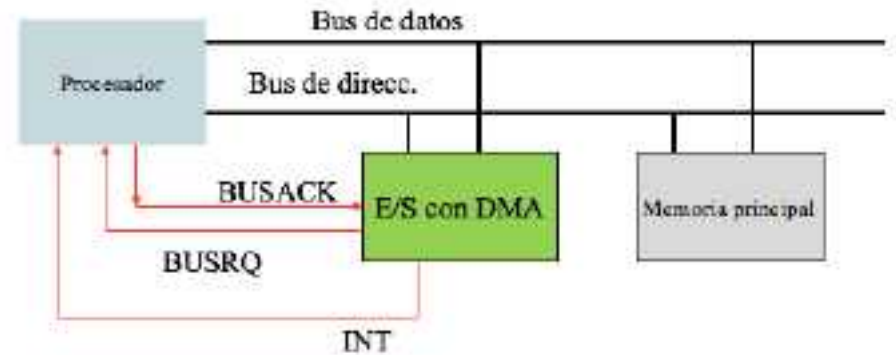 Bus de datos
Procesador
Bus de direcc.
BUSACK
E/S con DMA
Memoria principal
BUSRQ
INT